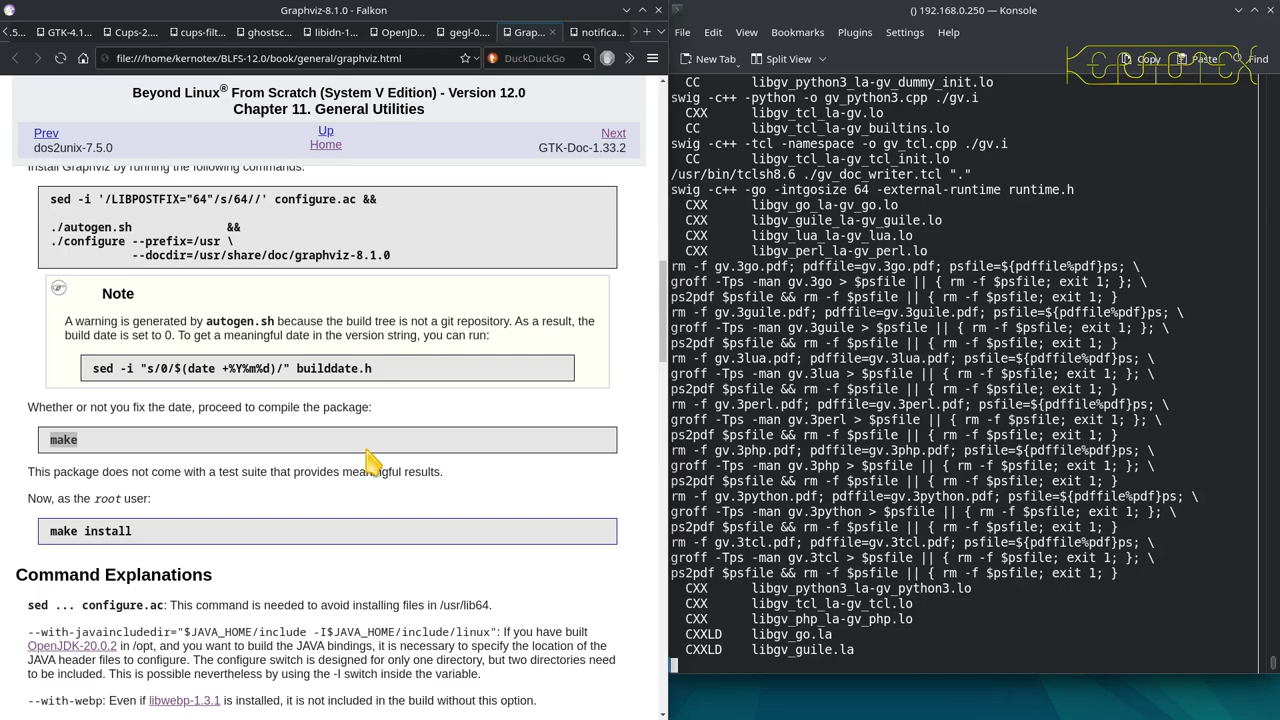 Graphviz-8.1.0 - Falkon
.5...
GTK-4.1...
Cups-2....
cups-filt...
ghostsc...
libidn-1....
OpenJD...
gegl-0....
Grap...
notifica...
file:///home/kernotex/BLFS-12.0/book/general/graphviz.html
DuckDuckGo
Beyond Linux® From Scratch (System V Edition) - Version 12.0
Chapter 11. General Utilities
Prev
Up
Next
dos2unix-7.5.0
Home
GTK-Doc-1.33.2
Install Graphviz by running the following commands:
sed -i '/LIBPOSTFIX="64"/s/64//' configure.ac &&
./autogen.sh &&
./configure --prefix=/usr \
--docdir=/usr/share/doc/graphviz-8.1.0
Note
A warning is generated by autogen.sh because the build tree is not a git repository. As a result, the
build date is set to 0. To get a meaningful date in the version string, you can run:
sed -i "s/0/$(date +%Y%m%d)/" builddate.h
Whether or not you fix the date, proceed to compile the package:
make
This package does not come with a test suite that provides meaningful results.
Now, as the root user:
make install
Command Explanations
sed ... configure.ac: This command is needed to avoid installing files in /usr/lib64.
--with-javaincludedir="$JAVA_HOME/include -I$JAVA_HOME/include/linux": If you have built
OpenJDK-20.0.2 in /opt, and you want to build the JAVA bindings, it is necessary to specify the location of the
JAVA header files to configure. The configure switch is designed for only one directory, but two directories need
to be included. This is possible nevertheless by using the -I switch inside the variable.
--with-webp: Even if libwebp-1.3.1 is installed, it is not included in the build without this option.
() 192.168.0.250 — Konsole
File Edit View Bookmarks Plugins Settings Help
New Tab
Split View
Copy
Paste
Find
CC libgv_python3_la-gv_dummy_init.lo
swig -c++ -python -o gv_python3.cpp ./gv.i
CXX libgv_tcl_la-gv.lo
CC libgv_tcl_la-gv_builtins.lo
swig -c++ -tcl -namespace -o gv_tcl.cpp ./gv.i
CC libgv_tcl_la-gv_tcl_init.lo
/usr/bin/tclsh8.6 ./gv_doc_writer.tcl "."
swig -c++ -go -intgosize 64 -external-runtime runtime.h
CXX libgv_go_la-gv_go.lo
CXX libgv_guile_la-gv_guile.lo
CXX libgv_lua_la-gv_lua.lo
CXX libgv_perl_la-gv_perl.lo
rm -f gv.3go.pdf; pdffile=gv.3go.pdf; psfile=${pdffile%pdf}ps; \
groff -Tps -man gv.3go > $psfile || { rm -f $psfile; exit 1; }; \
ps2pdf $psfile && rm -f $psfile || { rm -f $psfile; exit 1; }
rm -f gv.3guile.pdf; pdffile=gv.3guile.pdf; psfile=${pdffile%pdf}ps; \
groff -Tps -man gv.3guile > $psfile || { rm -f $psfile; exit 1; }; \
ps2pdf $psfile && rm -f $psfile || { rm -f $psfile; exit 1; }
rm -f gv.3lua.pdf; pdffile=gv.3lua.pdf; psfile=${pdffile%pdf}ps; \
groff -Tps -man gv.3lua > $psfile || { rm -f $psfile; exit 1; }; \
ps2pdf $psfile && rm -f $psfile || { rm -f $psfile; exit 1; }
rm -f gv.3perl.pdf; pdffile=gv.3perl.pdf; psfile=${pdffile%pdf}ps; \
groff -Tps -man gv.3perl > $psfile || { rm -f $psfile; exit 1; }; \
ps2pdf $psfile && rm -f $psfile || { rm -f $psfile; exit 1; }
rm -f gv.3php.pdf; pdffile=gv.3php.pdf; psfile=${pdffile%pdf}ps; \
groff -Tps -man gv.3php > $psfile || { rm -f $psfile; exit 1; }; \
ps2pdf $psfile && rm -f $psfile || { rm -f $psfile; exit 1; }
rm -f gv.3python.pdf; pdffile=gv.3python.pdf; psfile=${pdffile%pdf}ps; \
groff -Tps -man gv.3python > $psfile || { rm -f $psfile; exit 1; }; \
ps2pdf $psfile && rm -f $psfile || { rm -f $psfile; exit 1; }
rm -f gv.3tcl.pdf; pdffile=gv.3tcl.pdf; psfile=${pdffile%pdf}ps; \
groff -Tps -man gv.3tcl > $psfile || { rm -f $psfile; exit 1; }; \
ps2pdf $psfile && rm -f $psfile || { rm -f $psfile; exit 1; }
CXX libgv_python3_la-gv_python3.lo
CXX libgv_tcl_la-gv_tcl.lo
CXX libgv_php_la-gv_php.lo
CXXLD libgv_go.la
CXXLD libgv_guile.la